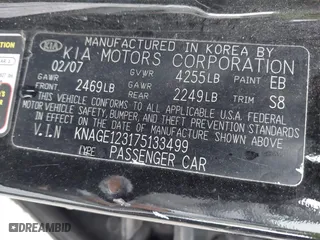 MANUFACTURED IN KOREA BY
KIA KIA MOTORS CORPORATION
02/07 GVWR 4255LB PAINT EB
GAWR FRONT 2469LB GAWR REAR 2249LB TRIM S8
THIS VEHICLE CONFORMS TO ALL APPLICABLE U.S.A FEDERAL
MOTOR VEHICLE SAFETY, BUMPER, AND THEFT PREVENTION
STANDARDS IN EFFECT ON THE DATE OF MANUFACTURE SHOWN ABOVE
V.I.N KNAGE123175133499
TYPE PASSENGER CAR
DREAMBID